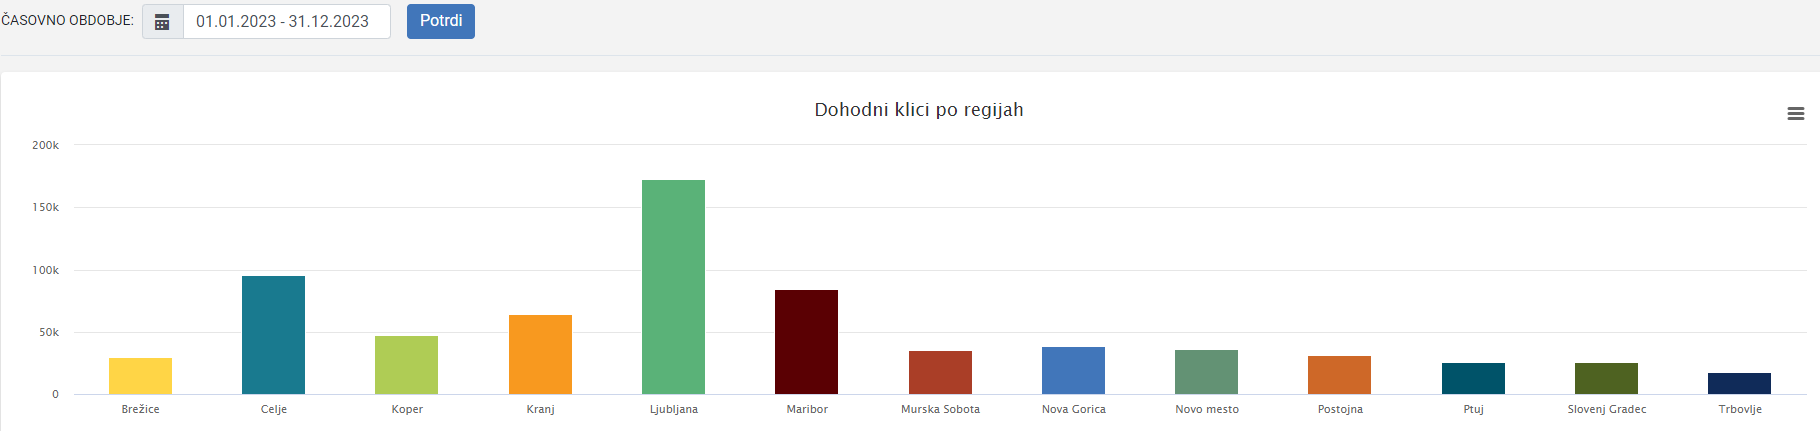 ČASOVNO OBDOBJE: 01.01.2023 - 31.12.2023 Potrdi
Dohodni klici po regijah
200k
150k
100k
50k
0
Brežice Celje Koper Kranj Ljubljana Maribor Murska Sobota Nova Gorica Novo mesto Postojna Ptuj Slovenj Gradec Trbovlje